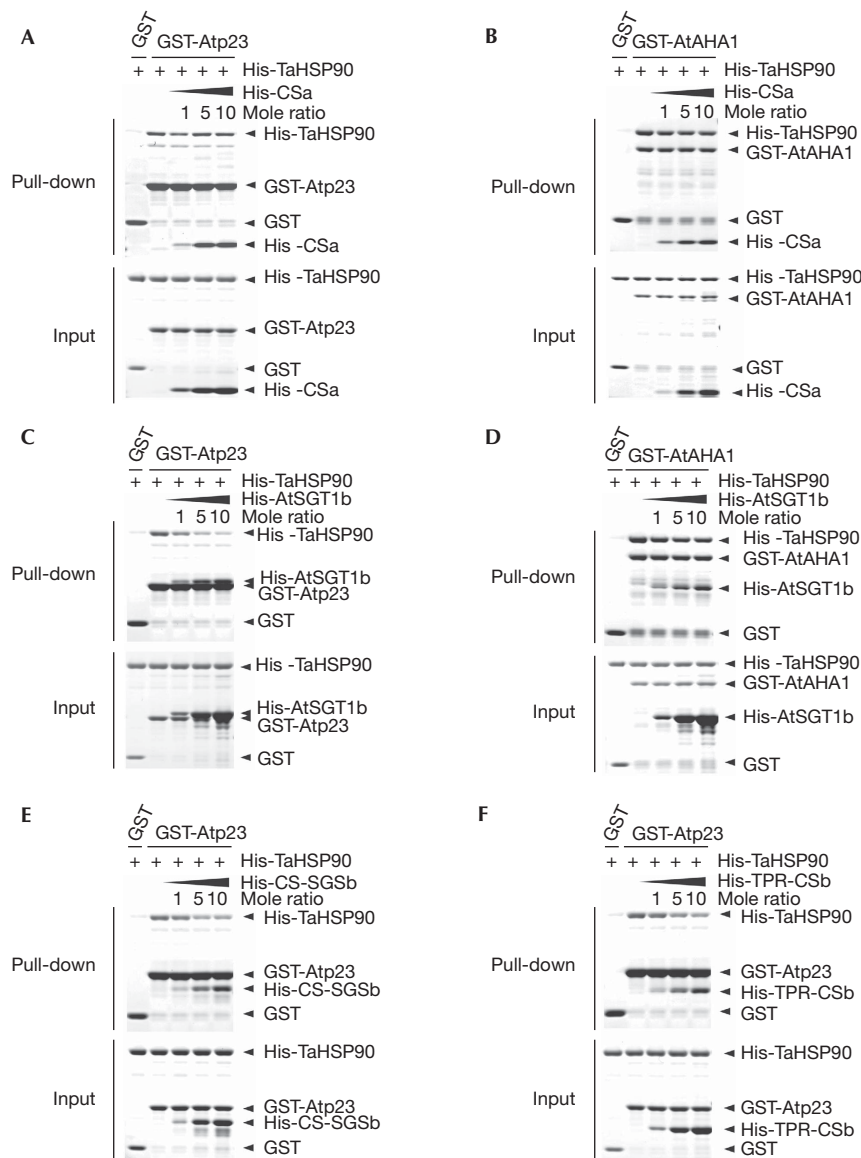 A
GST
GST-Atp23
+ + + + + His-TaHSP90
His-CSa
1 5 10 Mole ratio
Pull-down
His-TaHSP90
GST-Atp23
GST
His -CSa
Input
His -TaHSP90
GST-Atp23
GST
His -CSa
B
GST
GST-AtAHA1
+ + + + + His-TaHSP90
His-CSa
1 5 10 Mole ratio
Pull-down
His-TaHSP90
GST-AtAHA1
GST
His -CSa
Input
His -TaHSP90
GST-AtAHA1
GST
His -CSa
C
GST
GST-Atp23
+ + + + + His-TaHSP90
His-AtSGT1b
1 5 10 Mole ratio
Pull-down
His -TaHSP90
His-AtSGT1b
GST-Atp23
GST
Input
His -TaHSP90
His-AtSGT1b
GST-Atp23
GST
D
GST
GST-AtAHA1
+ + + + + His-TaHSP90
His-AtSGT1b
1 5 10 Mole ratio
Pull-down
His -TaHSP90
GST-AtAHA1
His-AtSGT1b
GST
Input
His -TaHSP90
GST-AtAHA1
His-AtSGT1b
GST
E
GST
GST-Atp23
+ + + + + His-TaHSP90
His-CS-SGSb
1 5 10 Mole ratio
Pull-down
His-TaHSP90
GST-Atp23
His-CS-SGSb
GST
Input
His-TaHSP90
GST-Atp23
His-CS-SGSb
GST
F
GST
GST-Atp23
+ + + + + His-TaHSP90
His-TPR-CSb
1 5 10 Mole ratio
Pull-down
His-TaHSP90
GST-Atp23
His-TPR-CSb
GST
Input
His-TaHSP90
GST-Atp23
His-TPR-CSb
GST